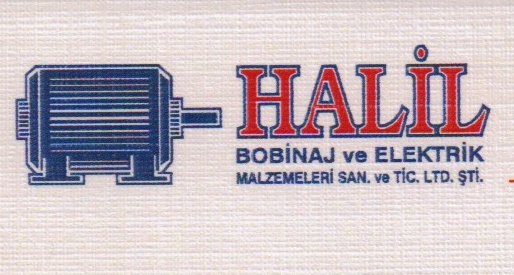 HALİL
BOBİNAJ ve ELEKTRİK
MALZEMELERİ SAN. ve TİC. LTD. ŞTİ.